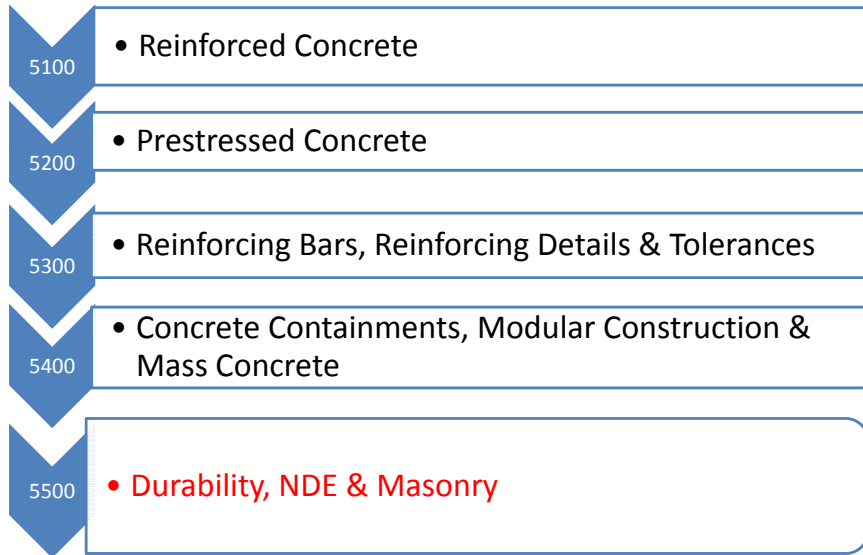 5100
• Reinforced Concrete
5200
• Prestressed Concrete
5300
• Reinforcing Bars, Reinforcing Details & Tolerances
5400
• Concrete Containments, Modular Construction &
Mass Concrete
5500
• Durability, NDE & Masonry